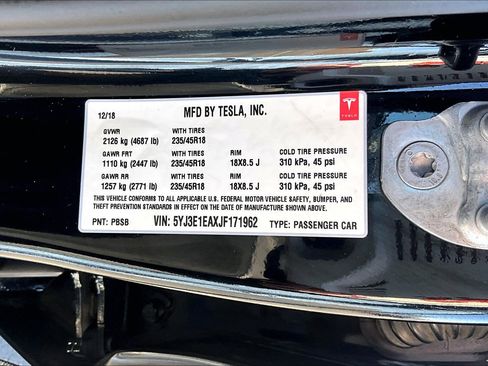 12/18 MFD BY TESLA, INC.
GVWR WITH TIRES
2126 kg (4687 lb) 235/45R18
GAWR FRT WITH TIRES RIM COLD TIRE PRESSURE
1110 kg (2447 lb) 235/45R18 18X8.5 J 310 kPa, 45 psi
GAWR RR WITH TIRES RIM COLD TIRE PRESSURE
1257 kg (2771 lb) 235/45R18 18X8.5 J 310 kPa, 45 psi
THIS VEHICLE CONFORMS TO ALL APPLICABLE U.S. FEDERAL MOTOR VEHICLE SAFETY, BUMPER, AND
THEFT PREVENTION STANDARDS IN EFFECT ON THE DATE OF MANUFACTURE SHOWN ABOVE.
PNT: PBSB VIN: 5YJ3E1EAXJF171962 TYPE: PASSENGER CAR
TESLA